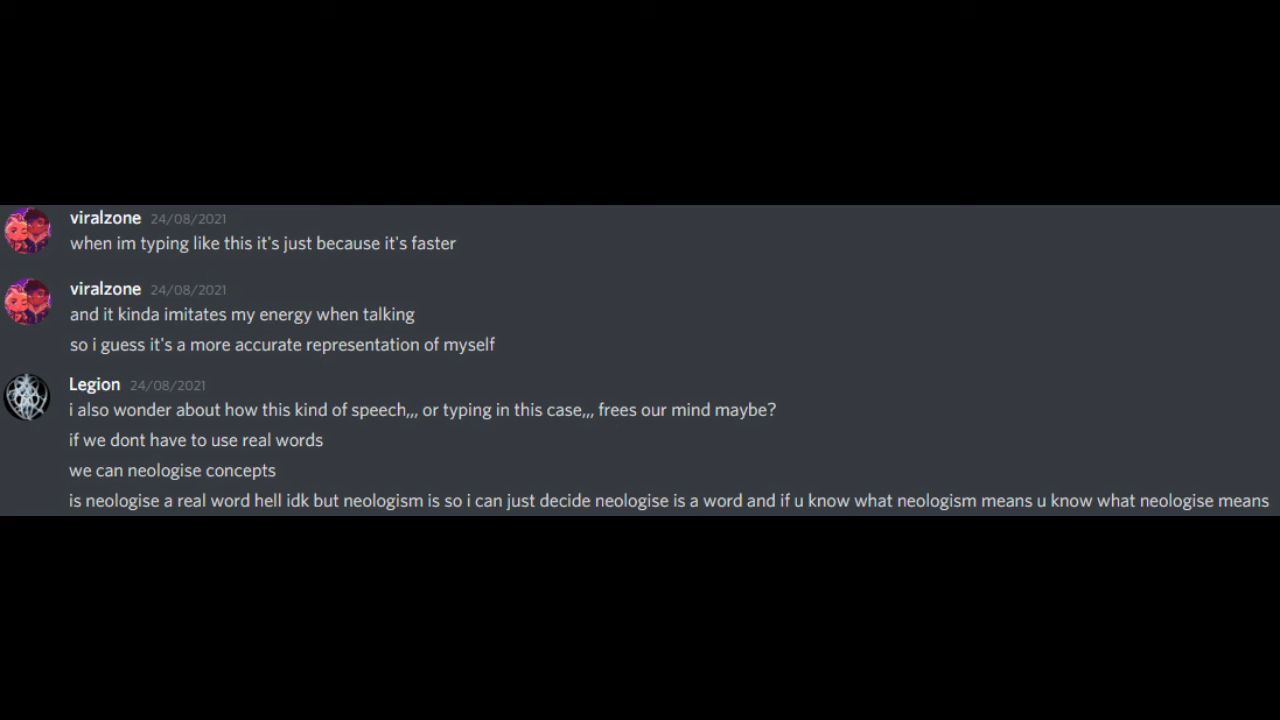 viralzone 24/08/2021
when im typing like this it's just because it's faster
viralzone 24/08/2021
and it kinda imitates my energy when talking
so i guess it's a more accurate representation of myself
Legion 24/08/2021
i also wonder about how this kind of speech,,, or typing in this case,,, frees our mind maybe?
if we dont have to use real words
we can neologise concepts
is neologise a real word hell idk but neologism is so i can just decide neologise is a word and if u know what neologism means u know what neologise means